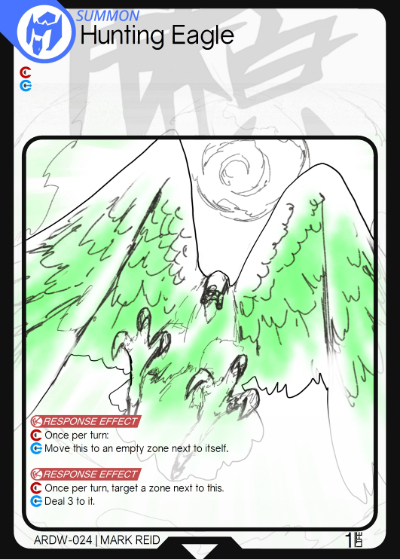 SUMMON
Hunting Eagle
C
E
RESPONSE EFFECT
C Once per turn:
E Move this to an empty zone next to itself.
RESPONSE EFFECT
C Once per turn, target a zone next to this.
E Deal 3 to it.
ARDW-024 | MARK REID
1 LIFE